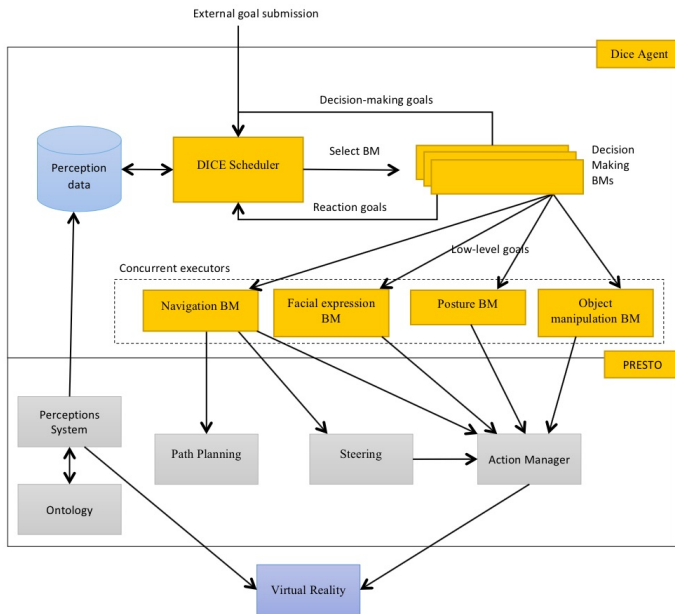 External goal submission
Dice Agent
Decision-making goals
Perception
data
DICE Scheduler
Select BM
Decision
Making
BMs
Reaction goals
Low-level goals
Concurrent executors
Navigation BM
Facial expression
BM
Posture BM
Object
manipulation BM
PRESTO
Perceptions
System
Path Planning
Steering
Action Manager
Ontology
Virtual Reality